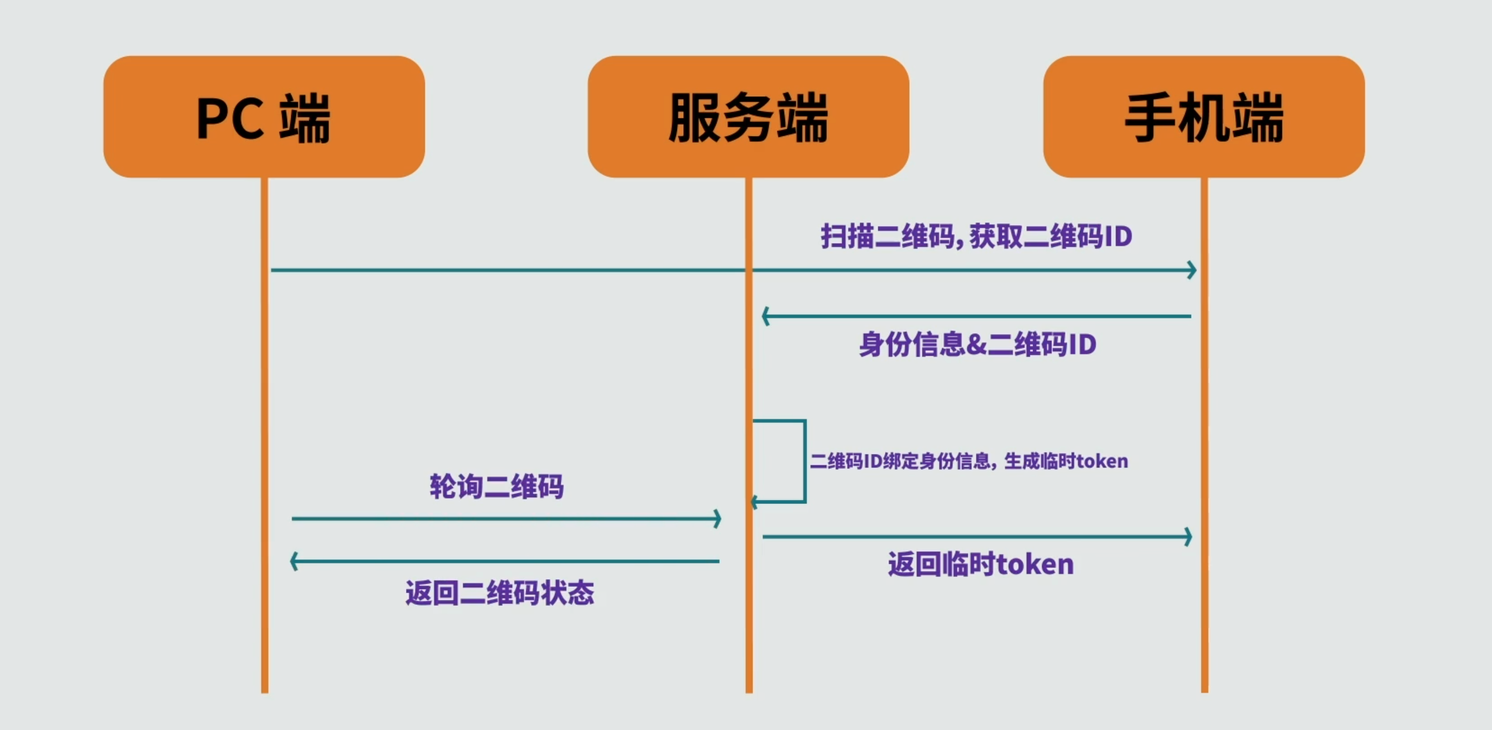 PC 端
服务端
手机端
扫描二维码，获取二维码ID
身份信息&二维码ID
二维码ID绑定身份信息，生成临时token
轮询二维码
返回临时token
返回二维码状态